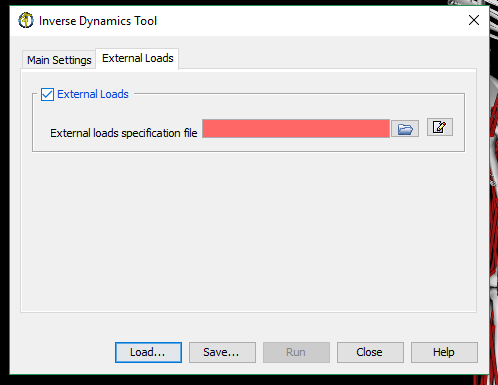 Inverse Dynamics Tool
Main Settings External Loads
External Loads
External loads specification file
Load... Save... Run Close Help